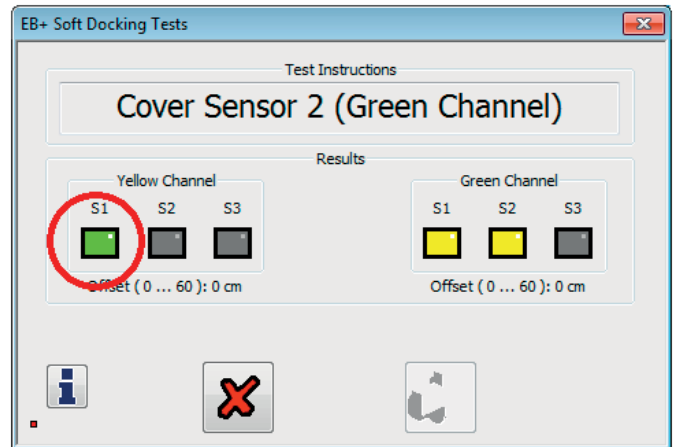 EB+ Soft Docking Tests
Test Instructions
Cover Sensor 2 (Green Channel)
Results
Yellow Channel
Green Channel
S1 S2 S3
S1 S2 S3
Offset ( 0 ... 60 ): 0 cm
Offset ( 0 ... 60 ): 0 cm